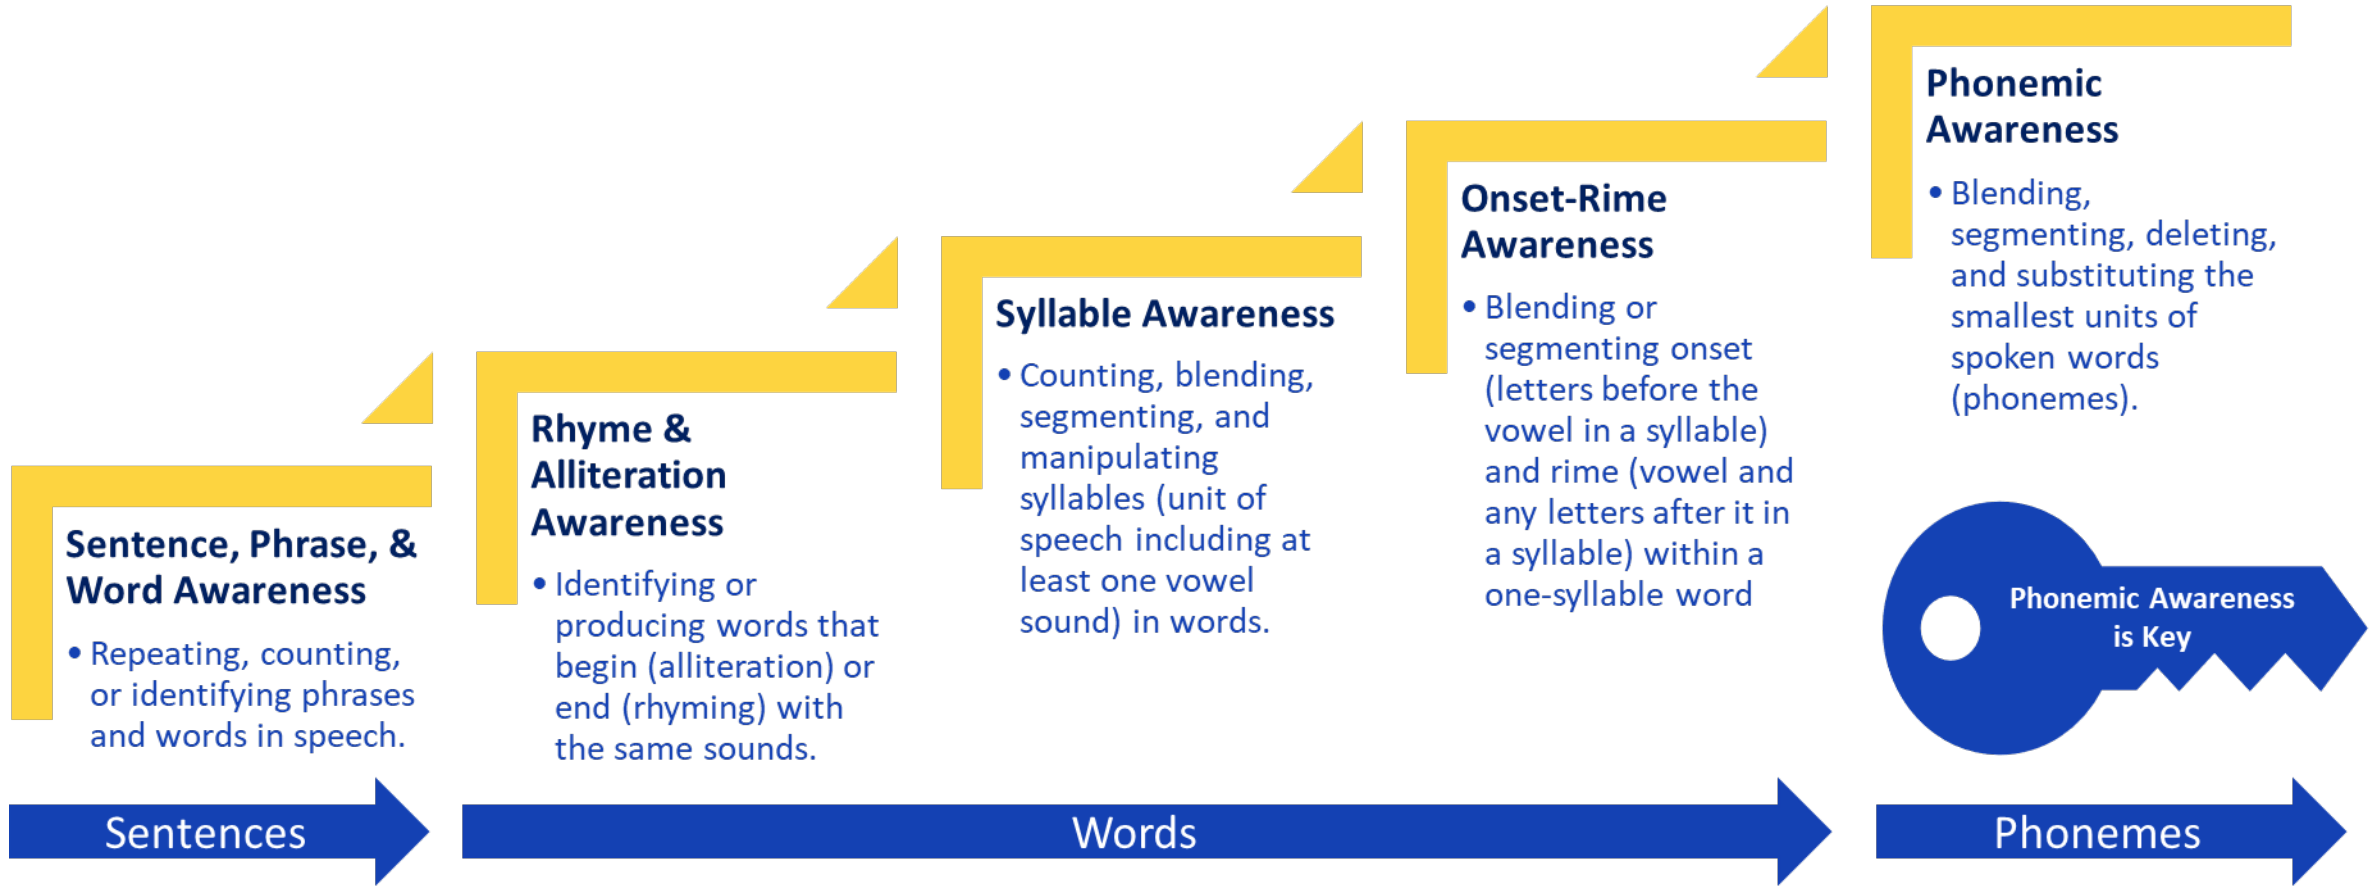 Sentence, Phrase, &
Word Awareness
• Repeating, counting,
or identifying phrases
and words in speech.
Rhyme &
Alliteration
Awareness
• Identifying or
producing words that
begin (alliteration) or
end (rhyming) with
the same sounds.
Syllable Awareness
• Counting, blending,
segmenting, and
manipulating
syllables (unit of
speech including at
least one vowel
sound) in words.
Onset-Rime
Awareness
• Blending or
segmenting onset
(letters before the
vowel in a syllable)
and rime (vowel and
any letters after it in
a syllable) within a
one-syllable word
Phonemic
Awareness
• Blending,
segmenting, deleting,
and substituting the
smallest units of
spoken words
(phonemes).
Phonemic Awareness
is Key
Sentences
Words
Phonemes